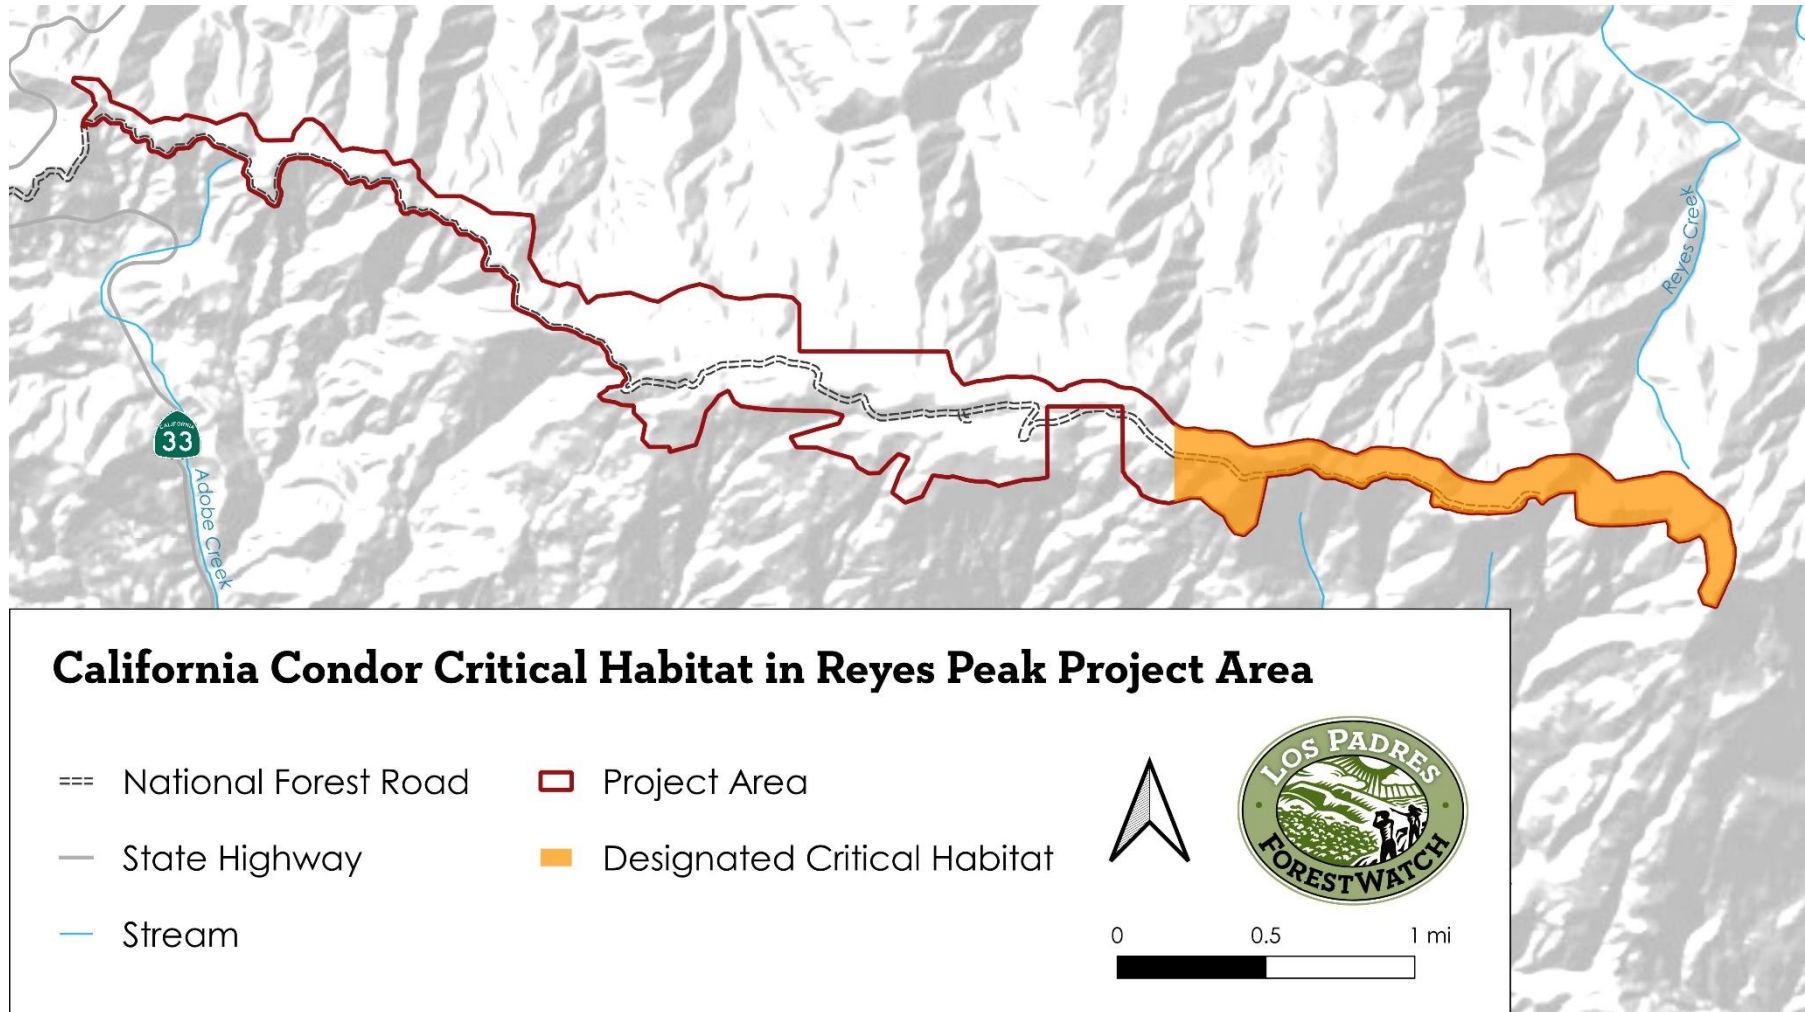 Reyes Creek
CALIFORNIA
33
Adobe Creek
California Condor Critical Habitat in Reyes Peak Project Area
National Forest Road
Project Area
State Highway
Designated Critical Habitat
Stream
LOS PADRES
FORESTWATCH
0 0.5 1 mi